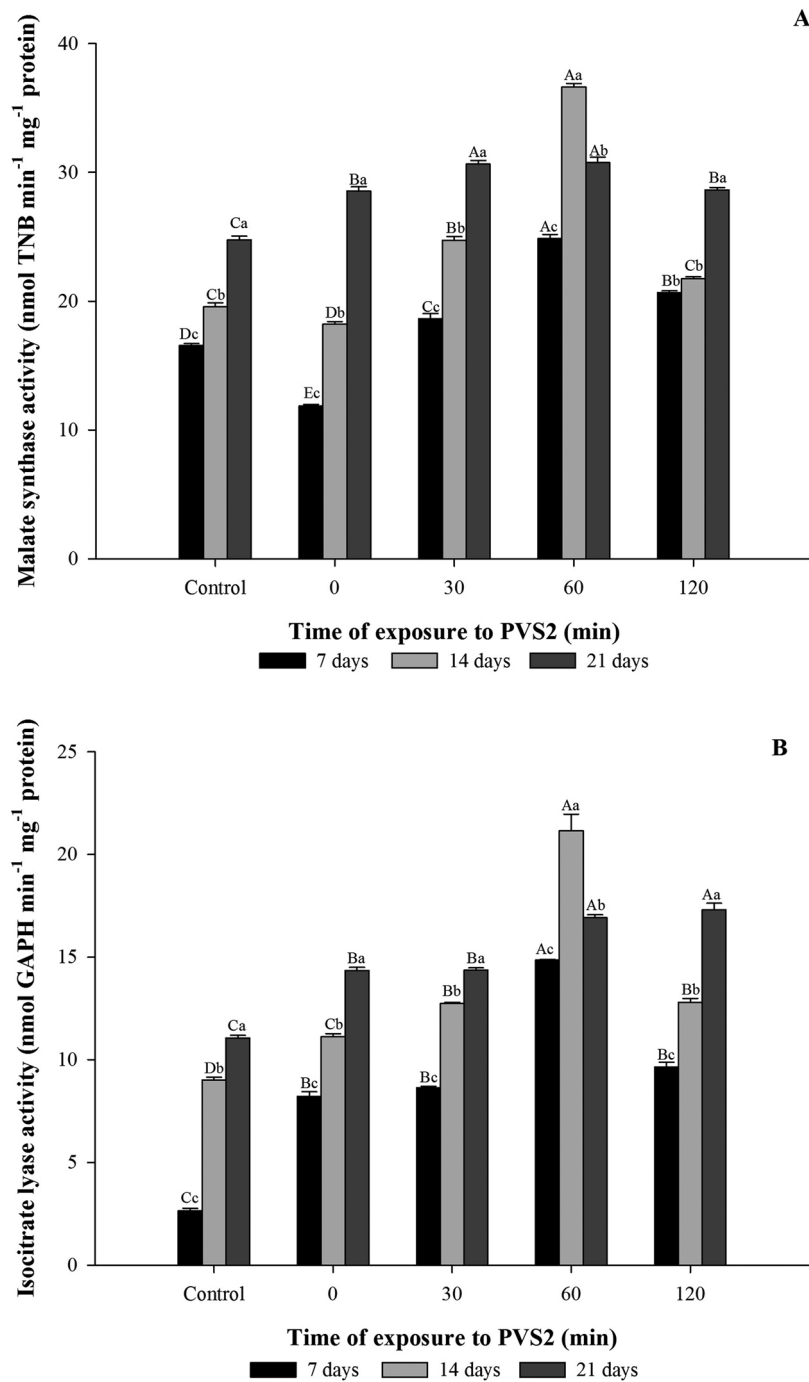 A
Malate synthase activity (nmol TNB min⁻¹ mg⁻¹ protein)
40
30
20
10
0
Dc Cb Ca Ec Db Ba Cc Bb Aa Ac Aa Ab Bb Cb Ba
Control 0 30 60 120
Time of exposure to PVS2 (min)
7 days 14 days 21 days
B
Isocitrate lyase activity (nmol GAPH min⁻¹ mg⁻¹ protein)
25
20
15
10
5
0
Cc Db Ca Bc Cb Ba Bc Bb Ba Ac Aa Ab Bc Bb Aa
Control 0 30 60 120
Time of exposure to PVS2 (min)
7 days 14 days 21 days